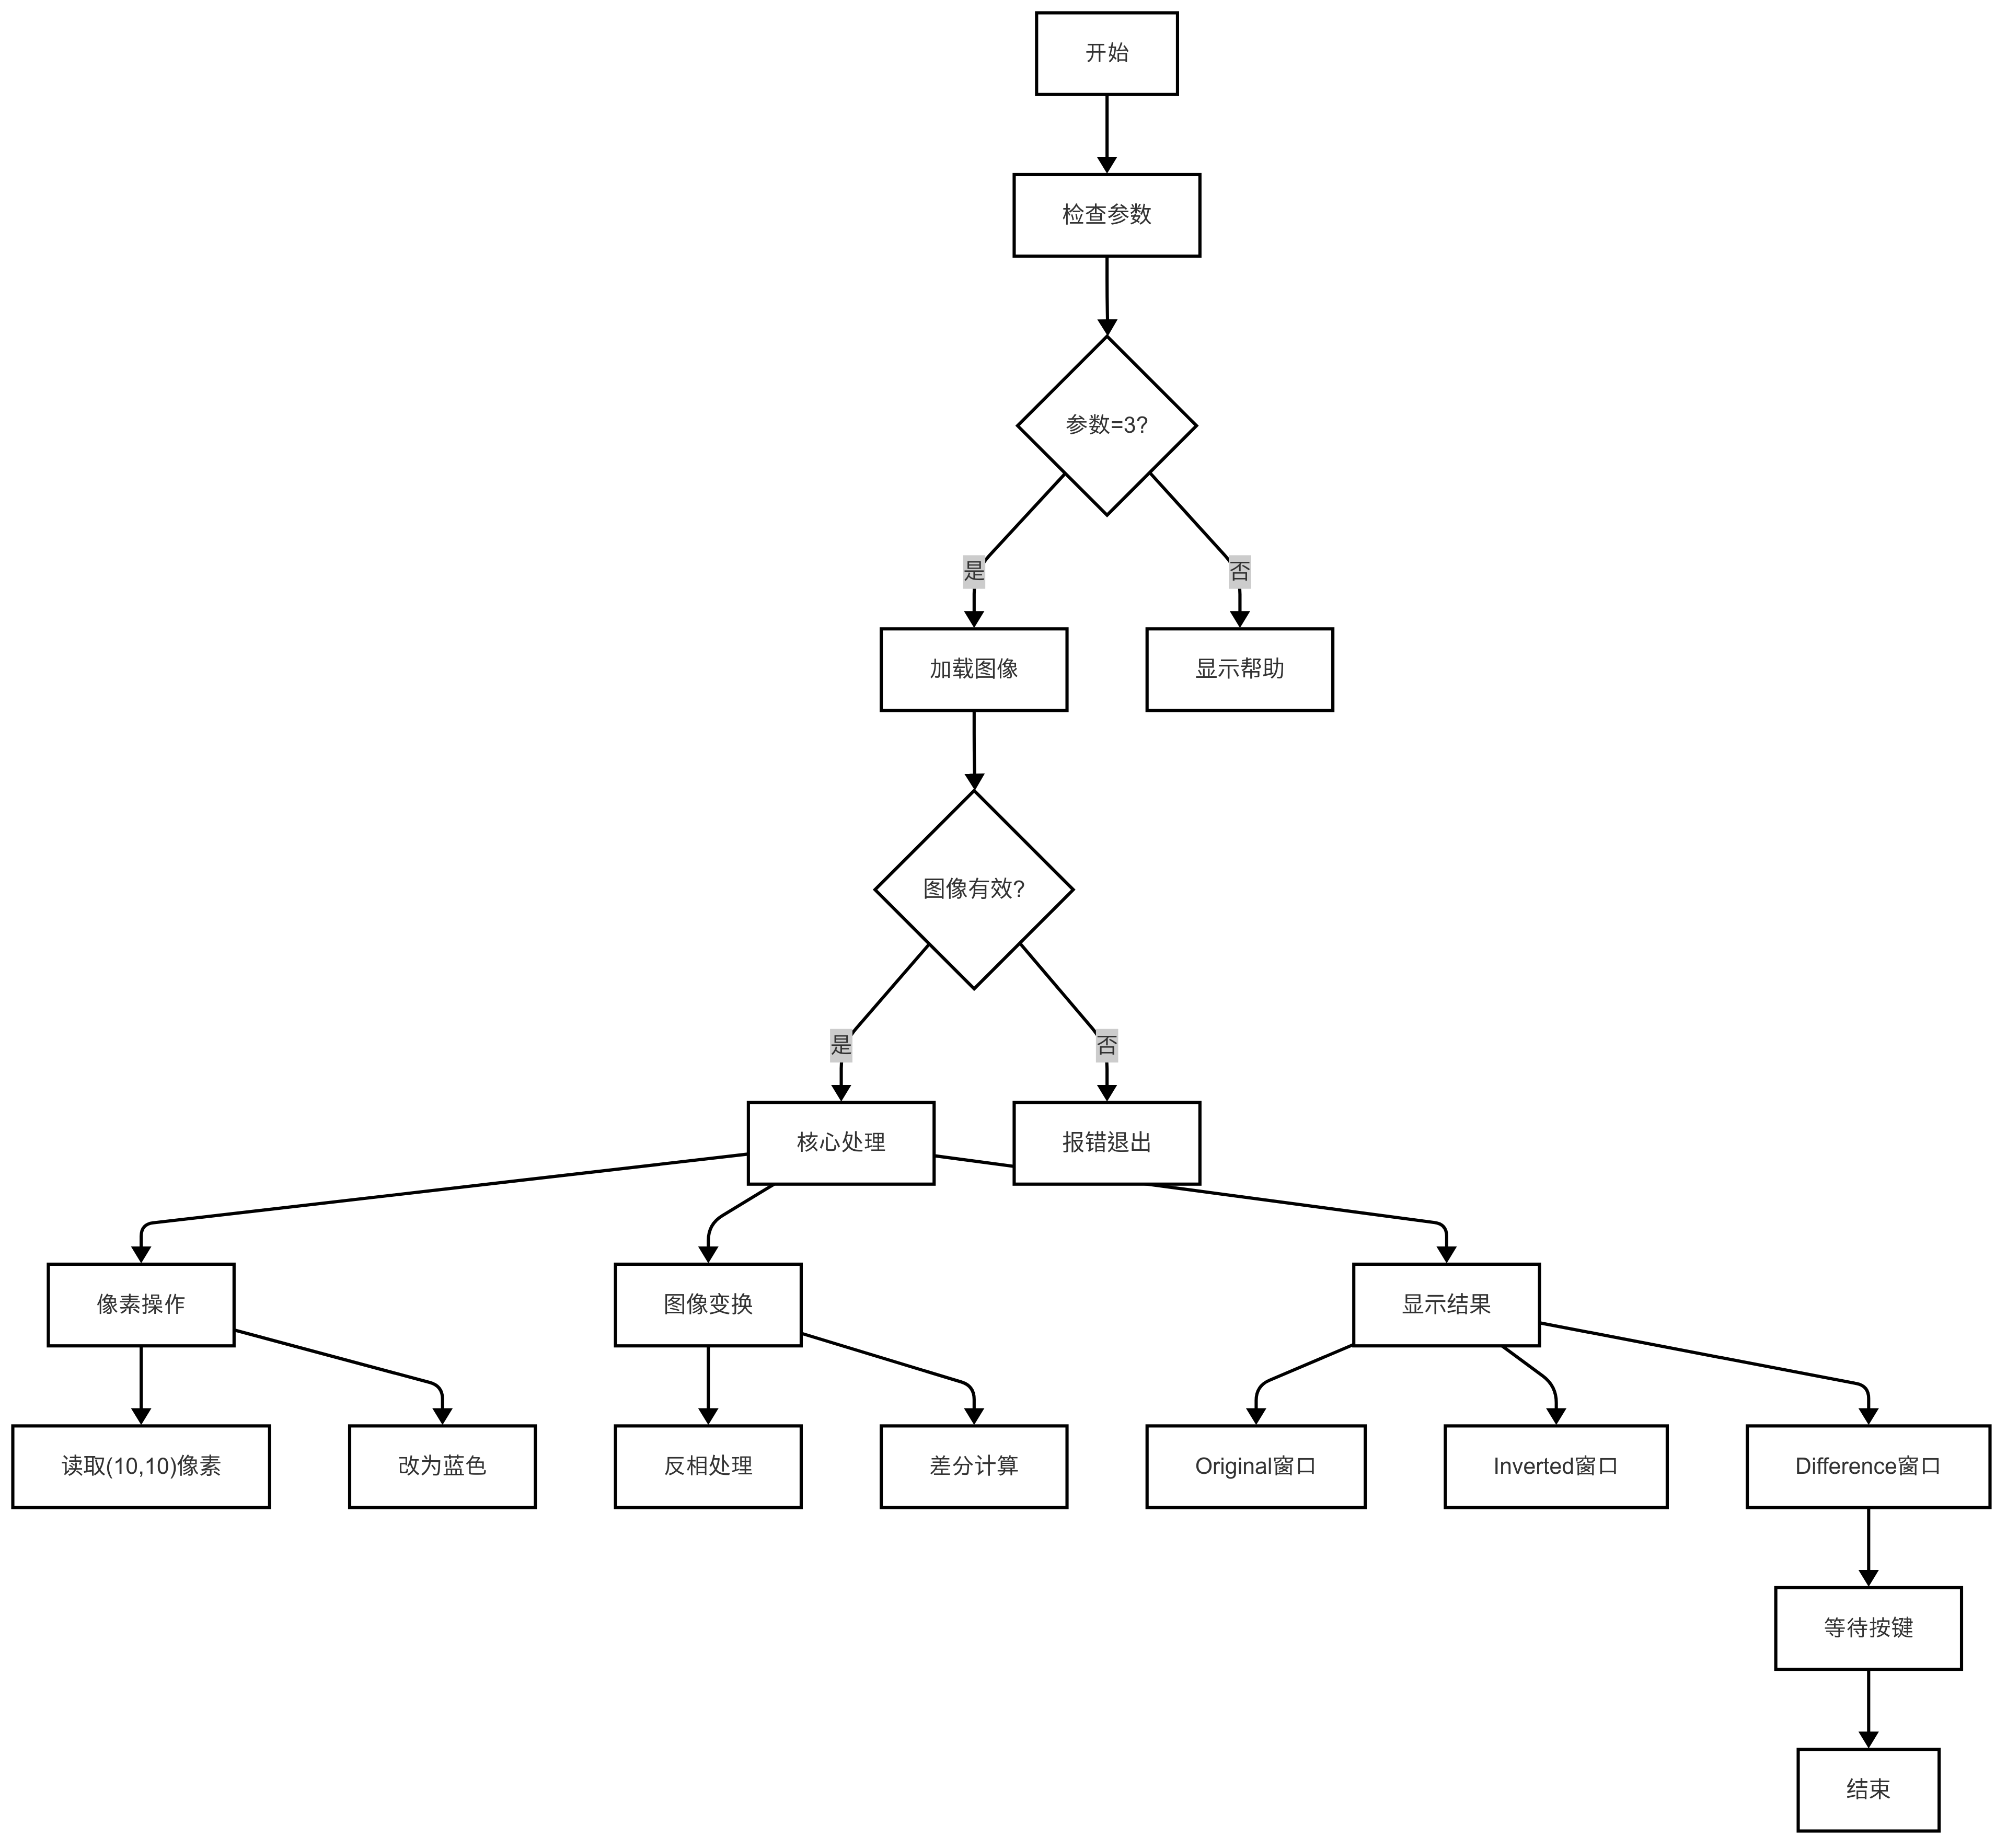 开始
检查参数
参数=3?
是
否
加载图像
显示帮助
图像有效?
是
否
核心处理
报错退出
像素操作
图像变换
显示结果
读取(10,10)像素
改为蓝色
反相处理
差分计算
Original窗口
Inverted窗口
Difference窗口
等待按键
结束